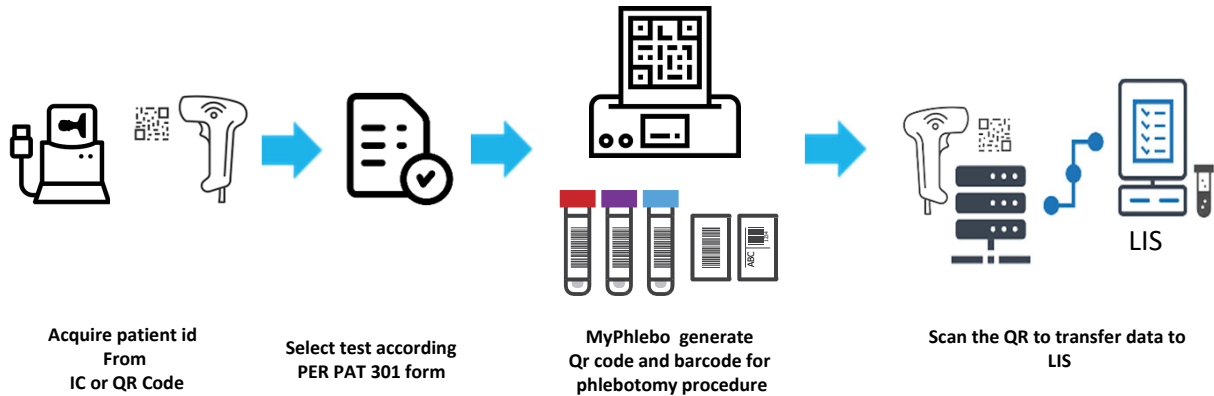 ABC
1234
LIS
Acquire patient id
From
IC or QR Code
Select test according
PER PAT 301 form
MyPhlebo generate
Qr code and barcode for
phlebotomy procedure
Scan the QR to transfer data to
LIS